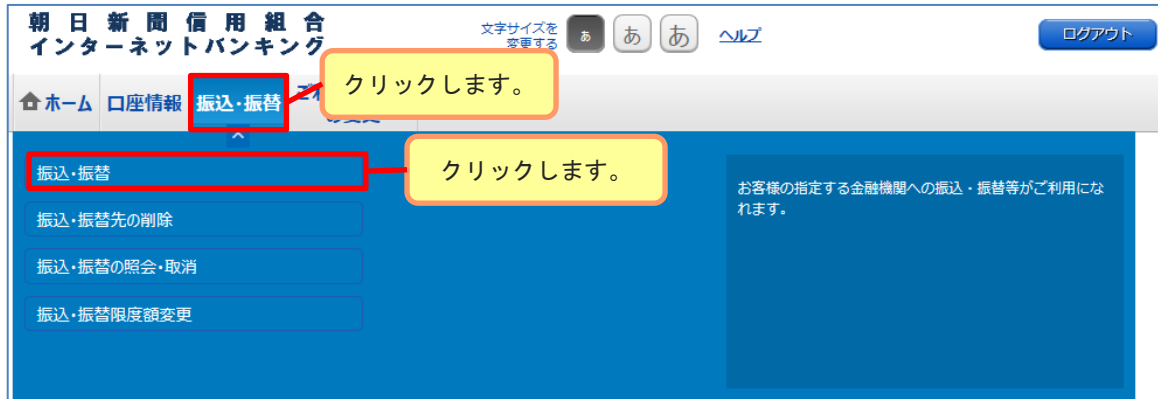 朝日新聞信用組合
インターネットバンキング
文字サイズを
変更する
あ
あ
あ
ヘルプ
ログアウト
ホーム
口座情報
振込・振替
クリックします。
振込・振替
クリックします。
振込・振替先の削除
振込・振替の照会・取消
振込・振替限度額変更
お客様の指定する金融機関への振込・振替等がご利用にな
れます。